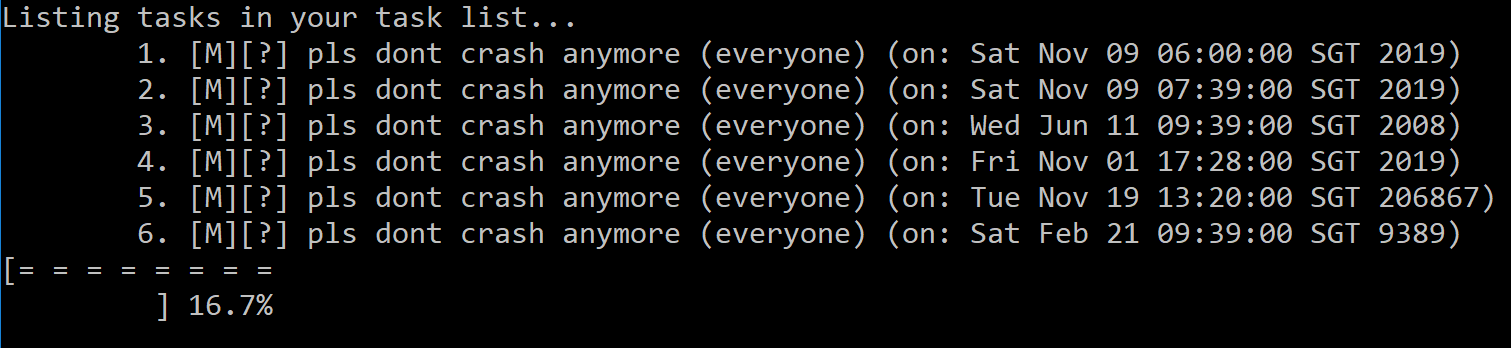 Listing tasks in your task list...
1. [M][?] pls dont crash anymore (everyone) (on: Sat Nov 09 06:00:00 SGT 2019)
2. [M][?] pls dont crash anymore (everyone) (on: Sat Nov 09 07:39:00 SGT 2019)
3. [M][?] pls dont crash anymore (everyone) (on: Wed Jun 11 09:39:00 SGT 2008)
4. [M][?] pls dont crash anymore (everyone) (on: Fri Nov 01 17:28:00 SGT 2019)
5. [M][?] pls dont crash anymore (everyone) (on: Tue Nov 19 13:20:00 SGT 206867)
6. [M][?] pls dont crash anymore (everyone) (on: Sat Feb 21 09:39:00 SGT 9389)
[= = = = = = = =
] 16.7%